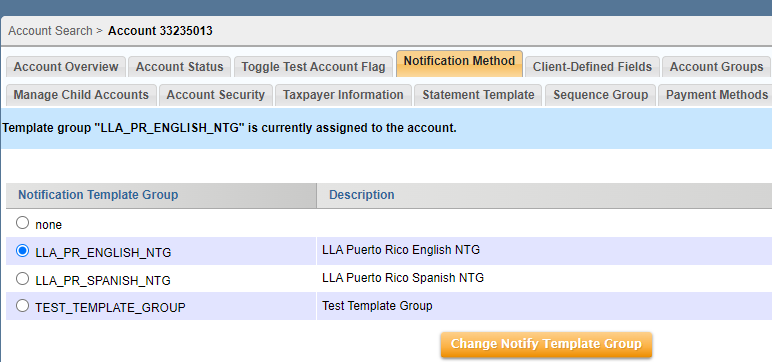 Account Search > Account 33235013
Account Overview Account Status Toggle Test Account Flag Notification Method Client-Defined Fields Account Groups
Manage Child Accounts Account Security Taxpayer Information Statement Template Sequence Group Payment Methods
Template group "LLA_PR_ENGLISH_NTG" is currently assigned to the account.
Notification Template Group Description
none
LLA_PR_ENGLISH_NTG LLA Puerto Rico English NTG
LLA_PR_SPANISH_NTG LLA Puerto Rico Spanish NTG
TEST_TEMPLATE_GROUP Test Template Group
Change Notify Template Group